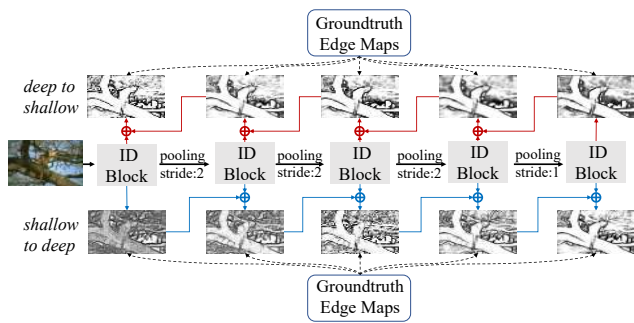 Groundtruth
Edge Maps
deep to
shallow
ID
Block
pooling
stride:2
ID
Block
pooling
stride:2
ID
Block
pooling
stride:2
ID
Block
pooling
stride:1
ID
Block
shallow
to deep
Groundtruth
Edge Maps